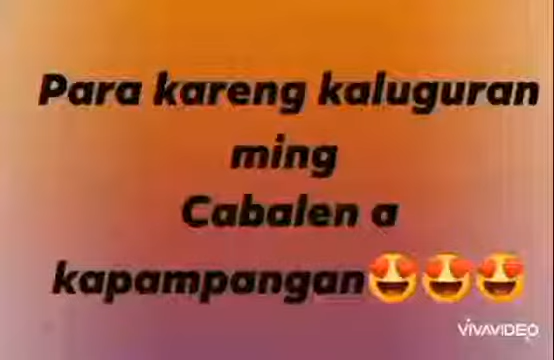 Para kareng kaluguran
ming
Cabalen a
kapampangan😍😍😍
VIVAVIDEO